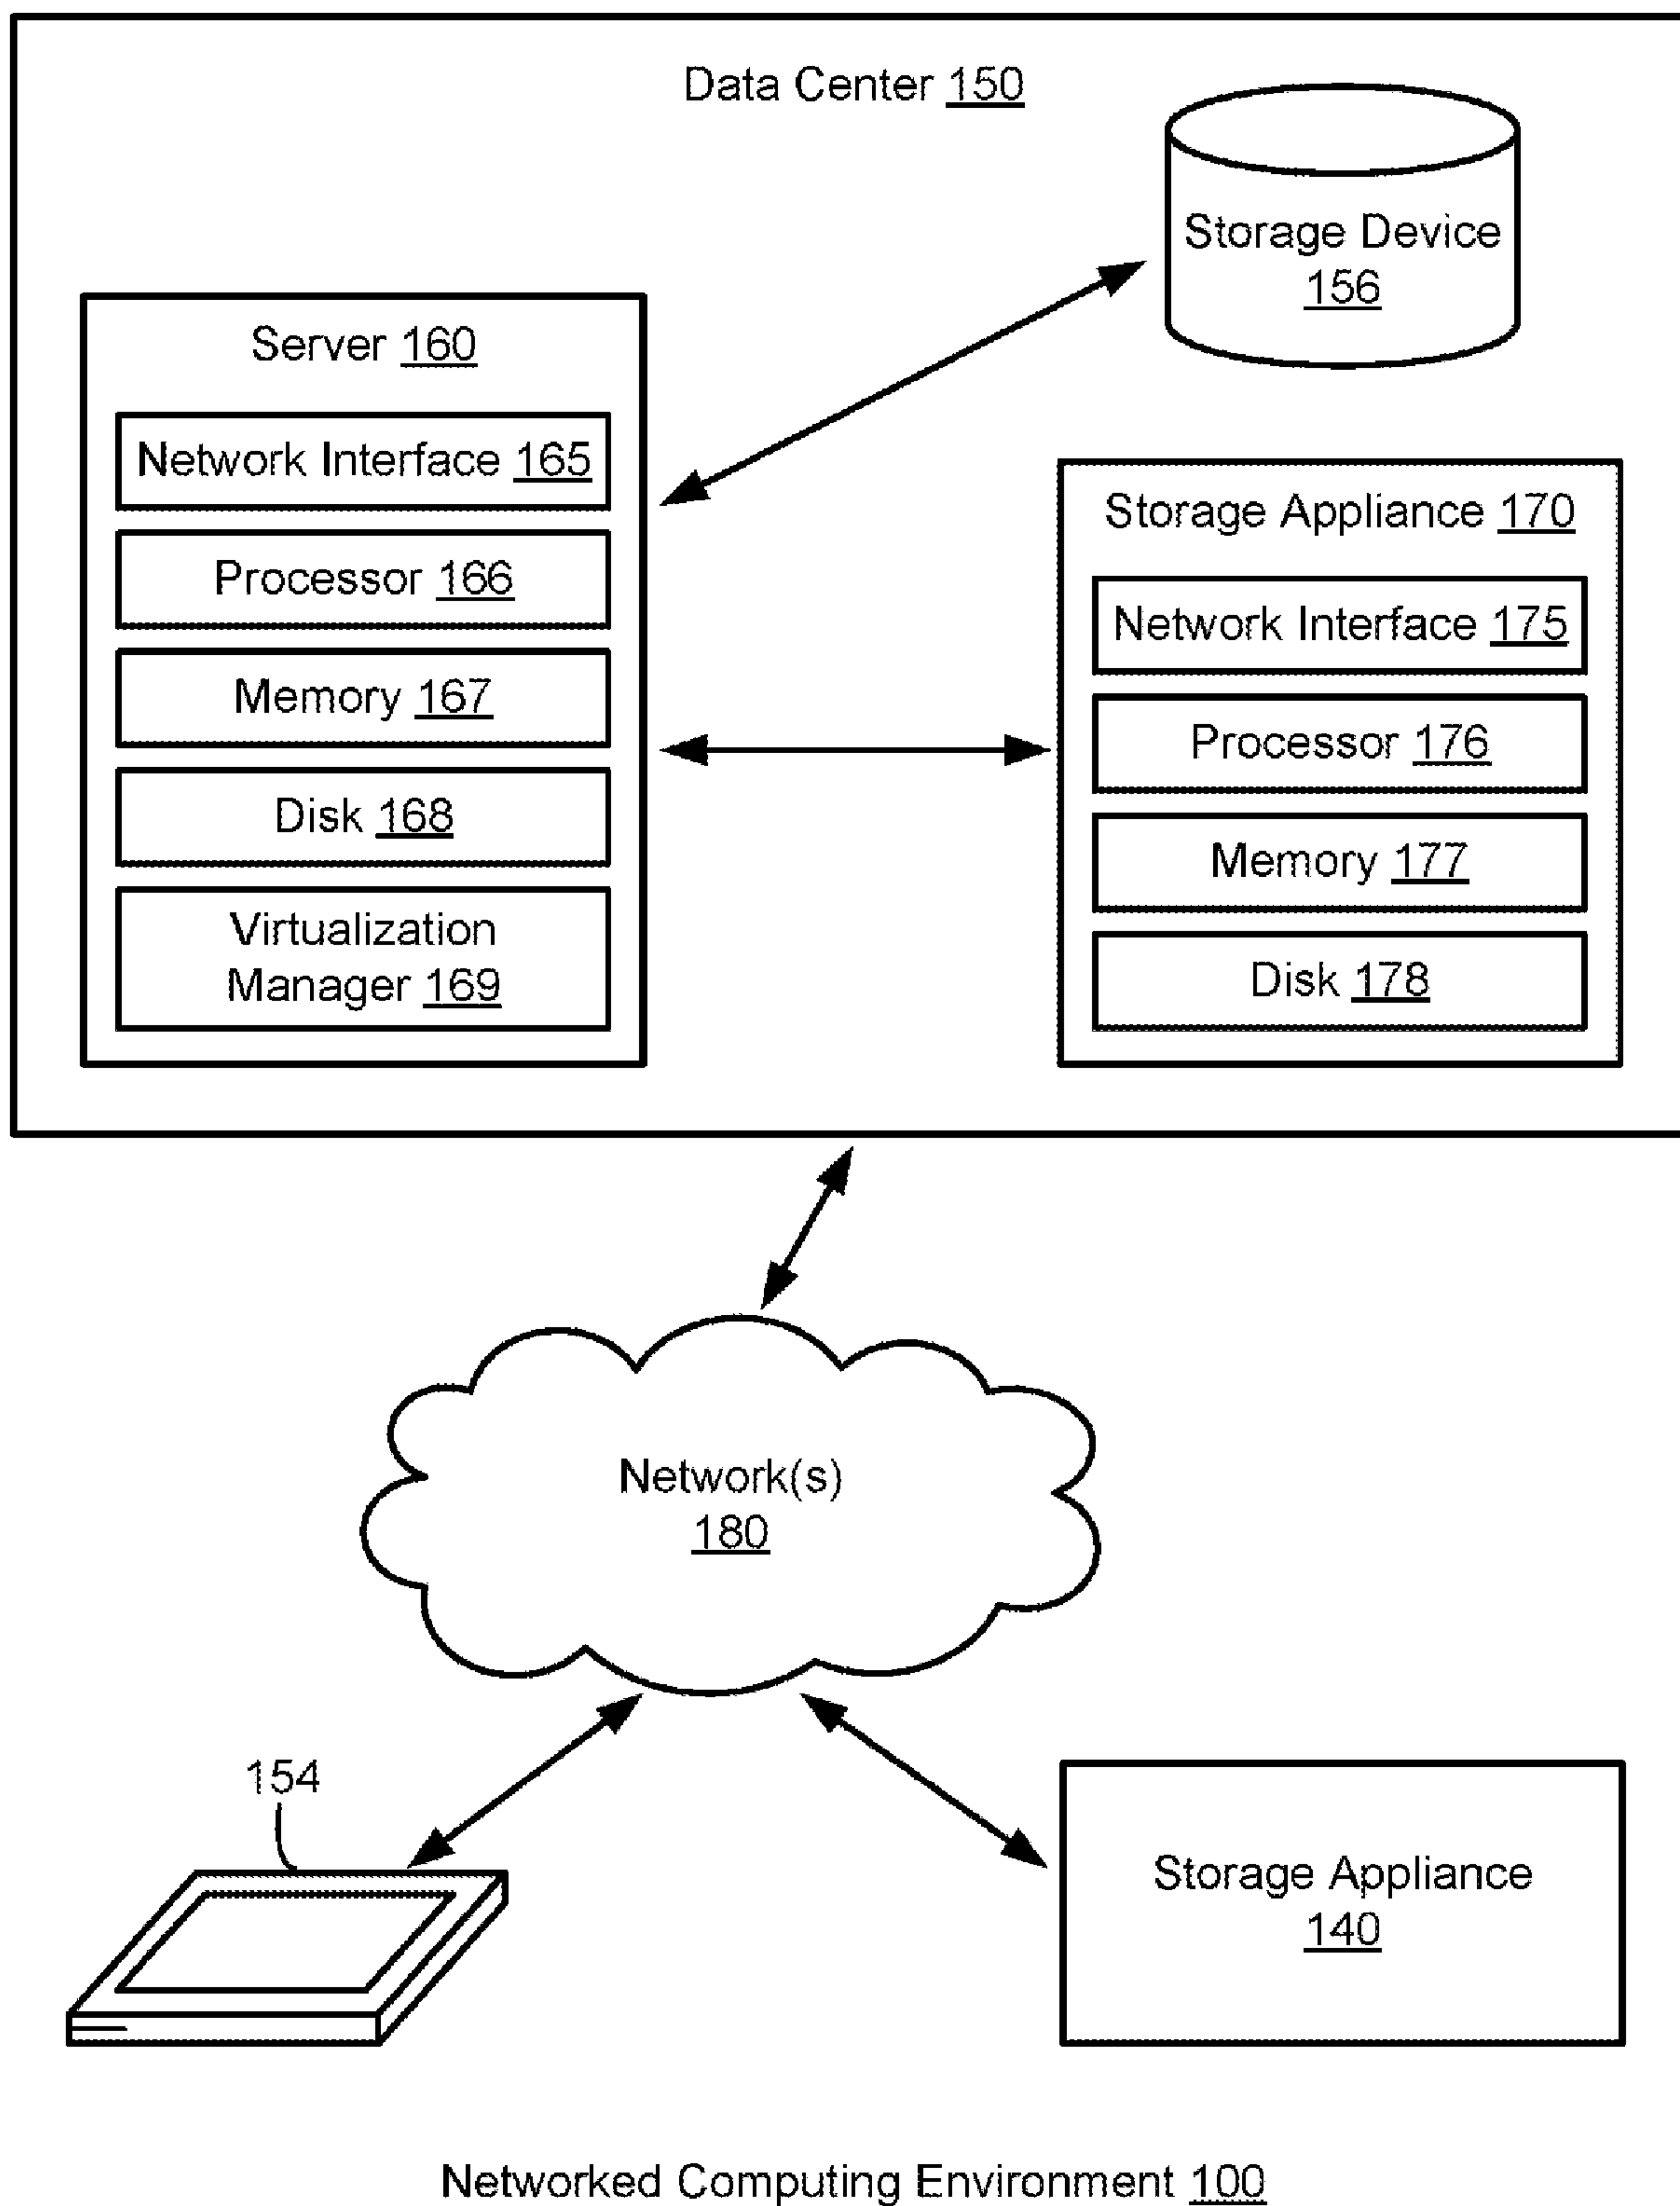 Data Center 150
Storage Device
156
Server 160
Network Interface 165
Processor 166
Memory 167
Disk 168
Virtualization
Manager 169
Storage Appliance 170
Network Interface 175
Processor 176
Memory 177
Disk 178
Network(s)
180
154
Storage Appliance
140
Networked Computing Environment 100